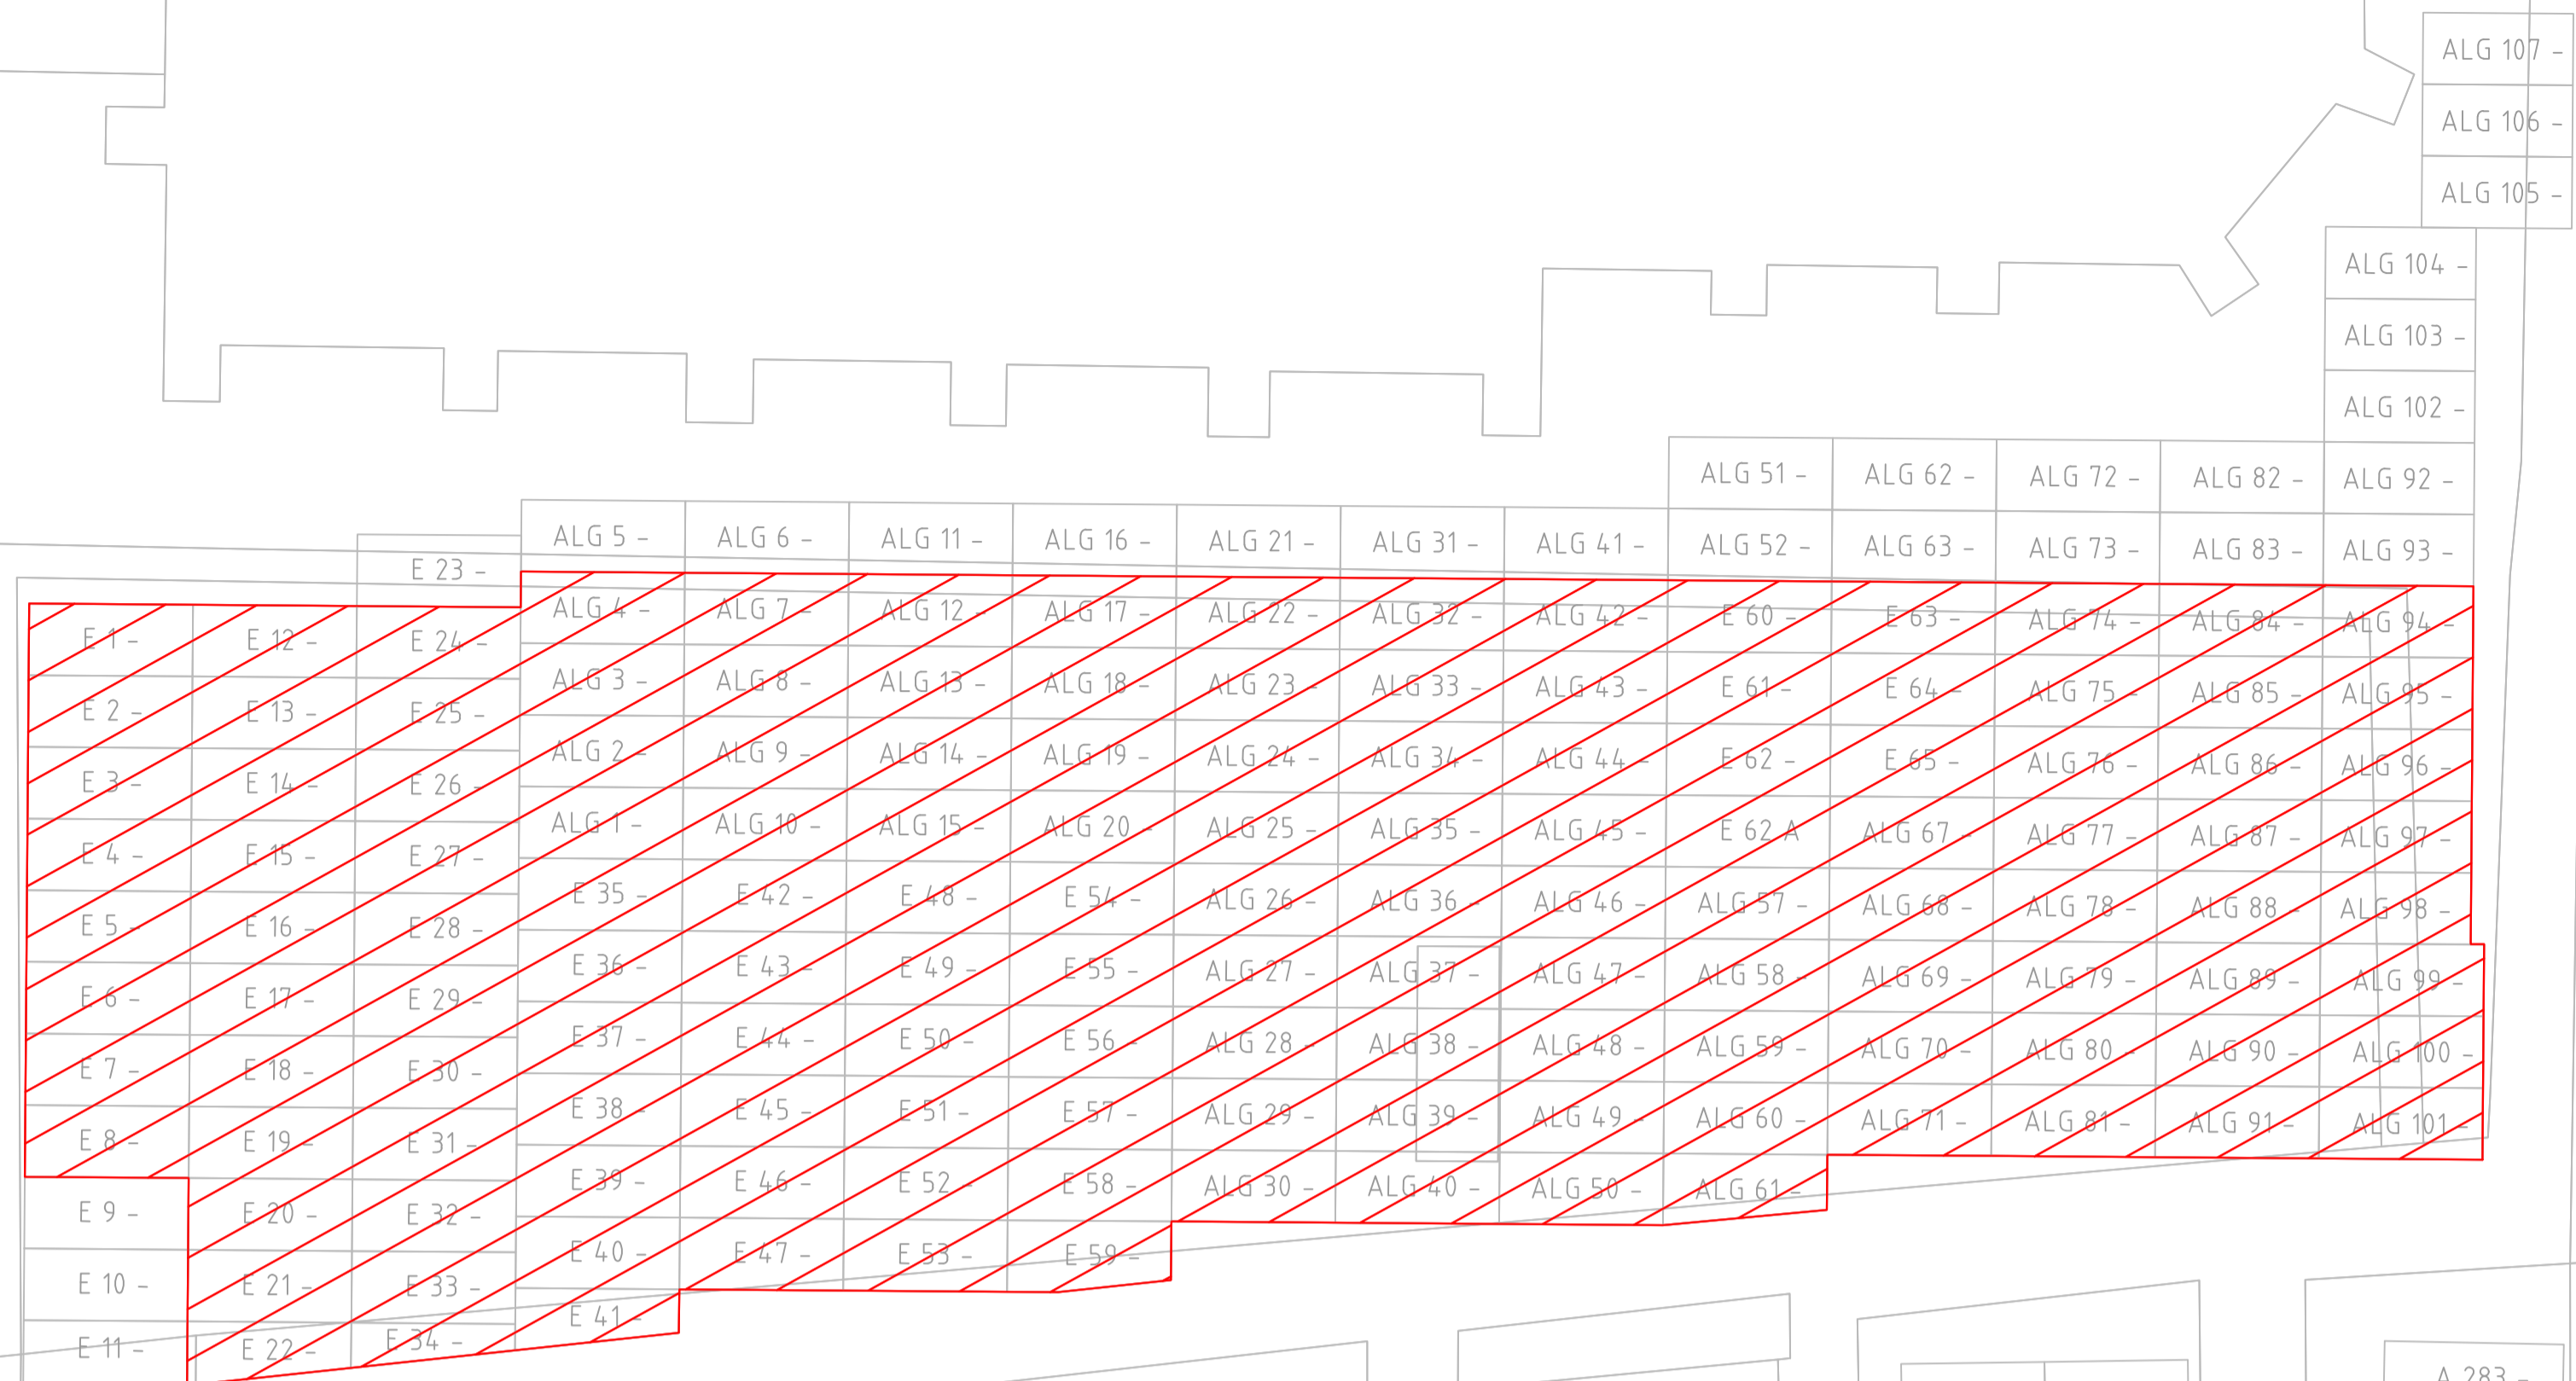 ALG 107 –
ALG 106 –
ALG 105 –
ALG 104 –
ALG 103 –
ALG 102 –
ALG 51 – ALG 62 – ALG 72 – ALG 82 – ALG 92 –
ALG 5 – ALG 6 – ALG 11 – ALG 16 – ALG 21 – ALG 31 – ALG 41 – ALG 52 – ALG 63 – ALG 73 – ALG 83 – ALG 93 –
E 23 –
ALG 4 – ALG 7 – ALG 12 – ALG 17 – ALG 22 – ALG 32 – ALG 42 – E 60 – E 63 – ALG 74 – ALG 84 – ALG 94 –
E 1 – E 12 – E 24 –
ALG 3 – ALG 8 – ALG 13 – ALG 18 – ALG 23 – ALG 33 – ALG 43 – E 61 – E 64 – ALG 75 – ALG 85 – ALG 95 –
E 2 – E 13 – E 25 –
ALG 2 – ALG 9 – ALG 14 – ALG 19 – ALG 24 – ALG 34 – ALG 44 – E 62 – E 65 – ALG 76 – ALG 86 – ALG 96 –
E 3 – E 14 – E 26 –
ALG 1 – ALG 10 – ALG 15 – ALG 20 – ALG 25 – ALG 35 – ALG 45 – E 62 A ALG 67 – ALG 77 – ALG 87 – ALG 97 –
E 4 – E 15 – E 27 –
E 35 – E 42 – E 48 – E 54 – ALG 26 – ALG 36 – ALG 46 – ALG 57 – ALG 68 – ALG 78 – ALG 88 – ALG 98 –
E 5 – E 16 – E 28 –
E 36 – E 43 – E 49 – E 55 – ALG 27 – ALG 37 – ALG 47 – ALG 58 – ALG 69 – ALG 79 – ALG 89 – ALG 99 –
E 6 – E 17 – E 29 –
E 37 – E 44 – E 50 – E 56 – ALG 28 – ALG 38 – ALG 48 – ALG 59 – ALG 70 – ALG 80 – ALG 90 – ALG 100 –
E 7 – E 18 – E 30 –
E 38 – E 45 – E 51 – E 57 – ALG 29 – ALG 39 – ALG 49 – ALG 60 – ALG 71 – ALG 81 – ALG 91 – ALG 101 –
E 8 – E 19 – E 31 –
E 39 – E 46 – E 52 – E 58 – ALG 30 – ALG 40 – ALG 50 – ALG 61 –
E 9 – E 20 – E 32 –
E 40 – E 47 – E 53 – E 59 –
E 10 – E 21 – E 33 –
E 41 –
E 11 – E 22 – E 34 –
A 283 –